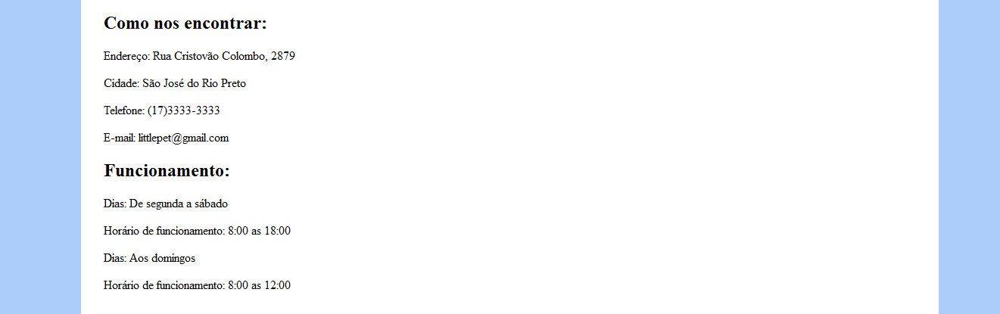 Como nos encontrar:
Endereço: Rua Cristovão Colombo, 2879
Cidade: São José do Rio Preto
Telefone: (17)3333-3333
E-mail: littlepet@gmail.com
Funcionamento:
Dias: De segunda a sábado
Horário de funcionamento: 8:00 as 18:00
Dias: Aos domingos
Horário de funcionamento: 8:00 as 12:00